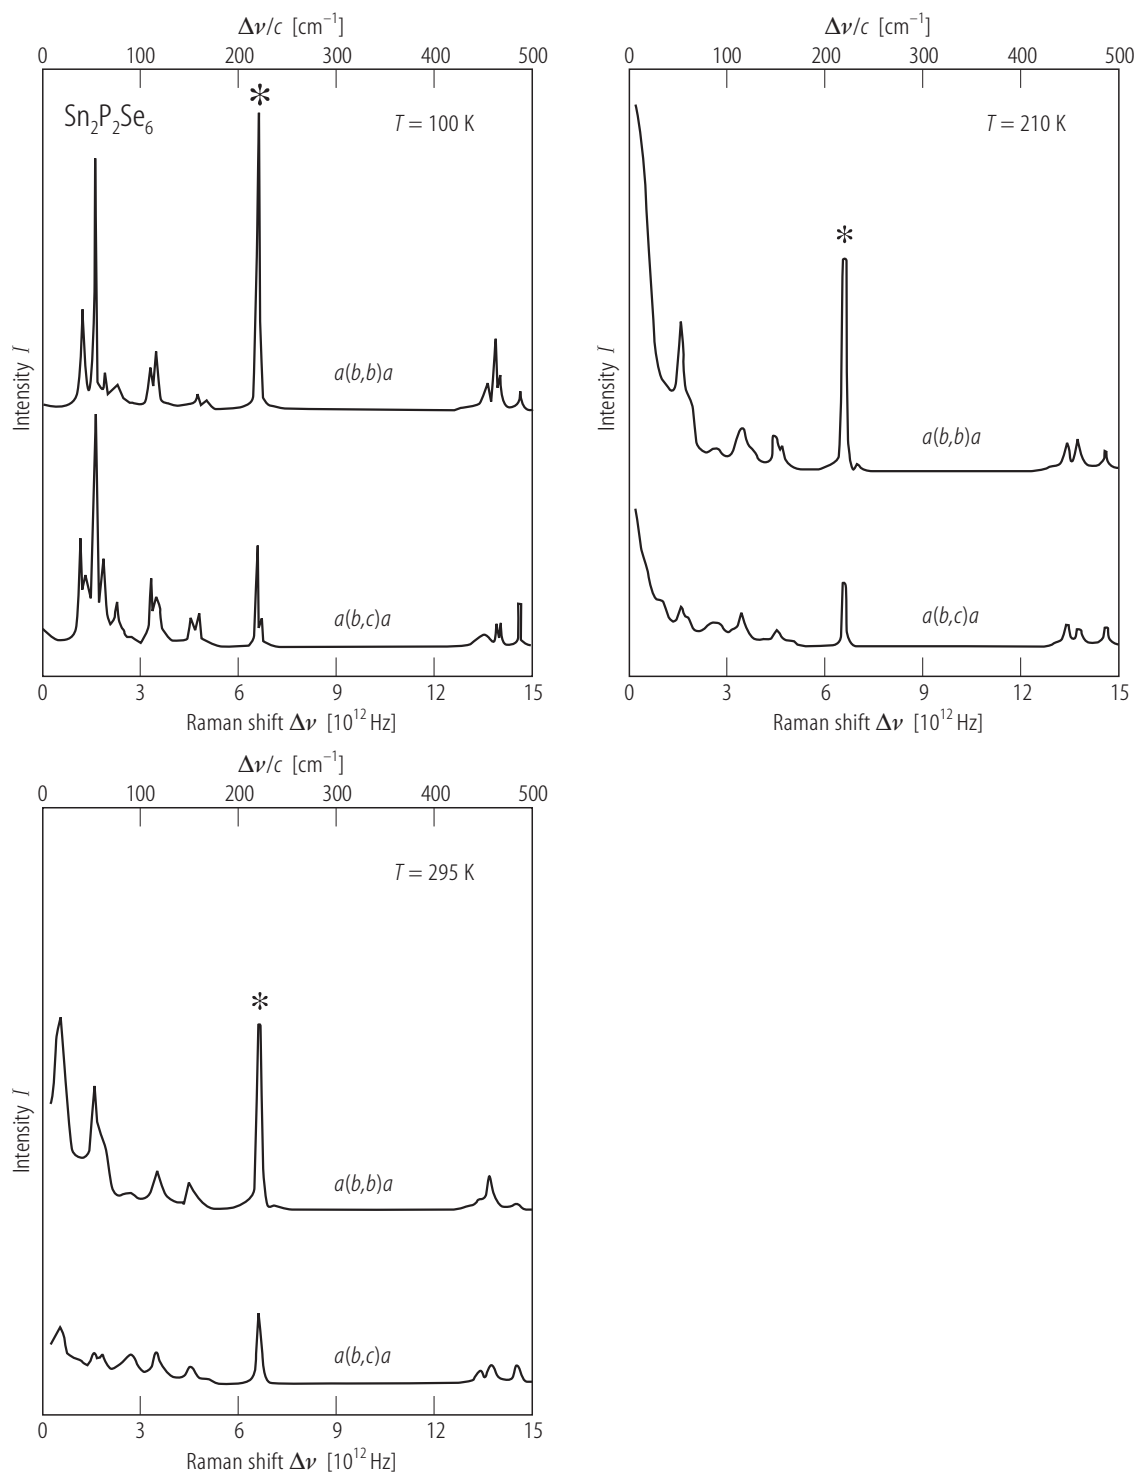 Δν/c [cm⁻¹]
0 100 200 300 400 500
Sn₂P₂Se₆
*
T = 100 K
Intensity I
a(b,b)a
a(b,c)a
0 3 6 9 12 15
Raman shift Δν [10¹² Hz]
Δν/c [cm⁻¹]
0 100 200 300 400 500
T = 210 K
*
Intensity I
a(b,b)a
a(b,c)a
0 3 6 9 12 15
Raman shift Δν [10¹² Hz]
Δν/c [cm⁻¹]
0 100 200 300 400 500
T = 295 K
*
Intensity I
a(b,b)a
a(b,c)a
0 3 6 9 12 15
Raman shift Δν [10¹² Hz]